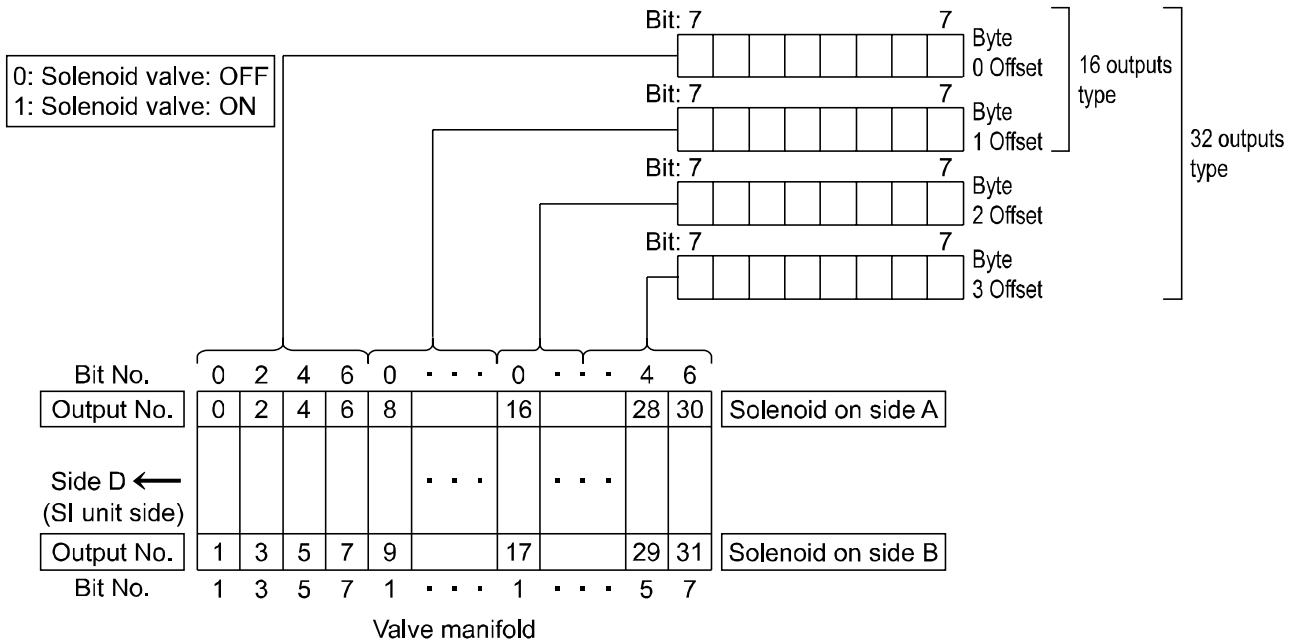 Bit: 7 7
Byte
0 Offset
0: Solenoid valve: OFF
1: Solenoid valve: ON
16 outputs
type
Bit: 7 7
Byte
1 Offset
32 outputs
type
Bit: 7 7
Byte
2 Offset
Bit: 7 7
Byte
3 Offset
Bit No. 0 2 4 6 0 · · · 0 · · · 4 6
Output No. 0 2 4 6 8 16 28 30 Solenoid on side A
Side D ← · · · · · ·
(SI unit side)
Output No. 1 3 5 7 9 17 29 31 Solenoid on side B
Bit No. 1 3 5 7 1 · · · 1 · · · 5 7
Valve manifold